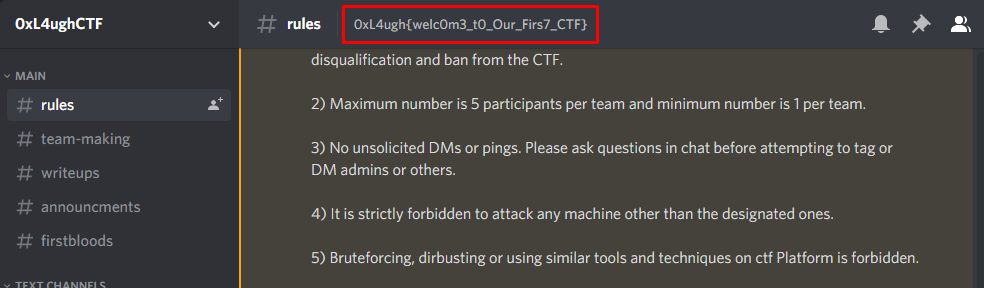 0xL4ughCTF
# rules
0xL4ugh{welc0m3_t0_Our_Firs7_CTF}
MAIN
# rules
# team-making
# writeups
# announcments
# firstbloods
TEXT CHANNELS
disqualification and ban from the CTF.
2) Maximum number is 5 participants per team and minimum number is 1 per team.
3) No unsolicited DMs or pings. Please ask questions in chat before attempting to tag or
DM admins or others.
4) It is strictly forbidden to attack any machine other than the designated ones.
5) Bruteforcing, dirbusting or using similar tools and techniques on ctf Platform is forbidden.